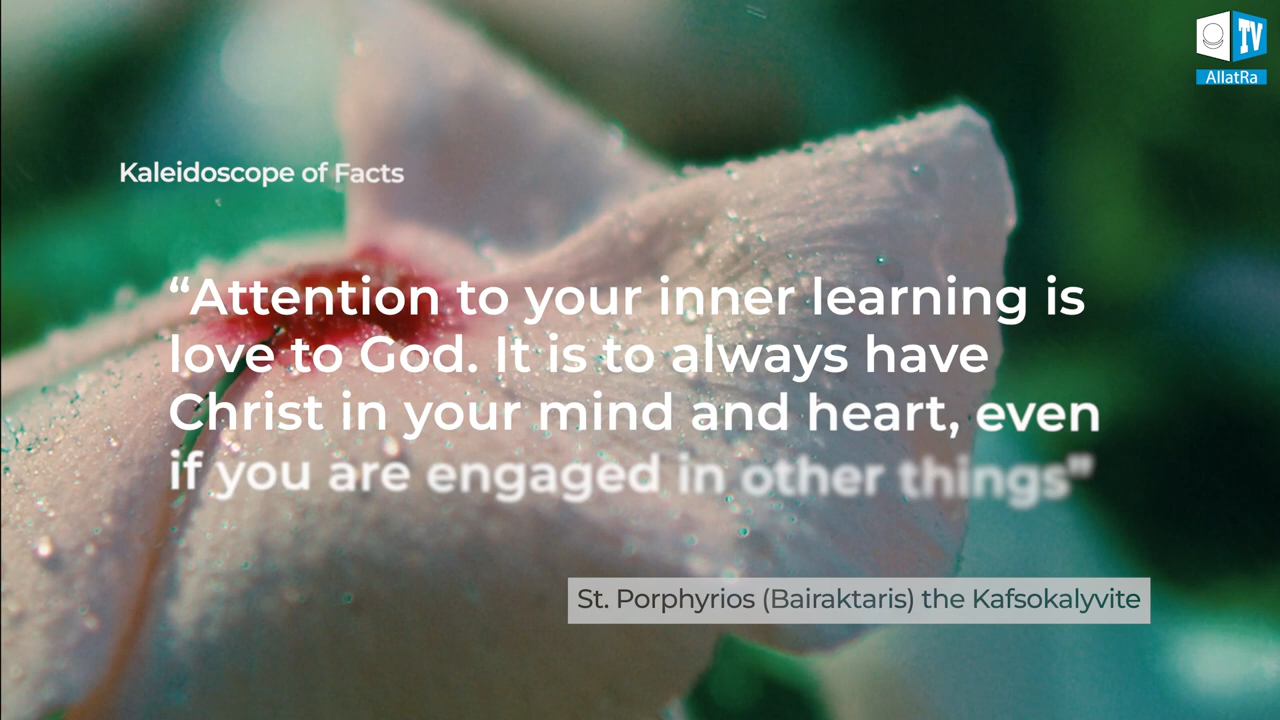 TV
AllatRa
Kaleidoscope of Facts
“Attention to your inner learning is
love to God. It is to always have
Christ in your mind and heart, even
if you are engaged in other things”
St. Porphyrios (Bairaktaris) the Kafsokalyvite